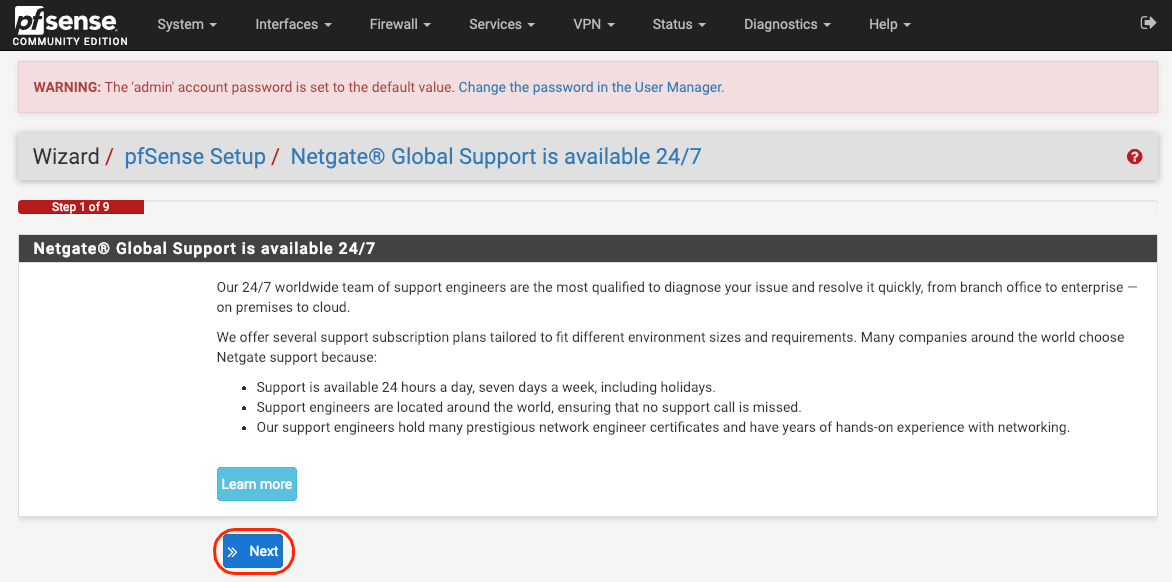 pfsense
COMMUNITY EDITION
System Interfaces Firewall Services VPN Status Diagnostics Help
WARNING: The 'admin' account password is set to the default value. Change the password in the User Manager.
Wizard / pfSense Setup / Netgate® Global Support is available 24/7
Step 1 of 9
Netgate® Global Support is available 24/7
Our 24/7 worldwide team of support engineers are the most qualified to diagnose your issue and resolve it quickly, from branch office to enterprise —
on premises to cloud.
We offer several support subscription plans tailored to fit different environment sizes and requirements. Many companies around the world choose
Netgate support because:
• Support is available 24 hours a day, seven days a week, including holidays.
• Support engineers are located around the world, ensuring that no support call is missed.
• Our support engineers hold many prestigious network engineer certificates and have years of hands-on experience with networking.
Learn more
» Next